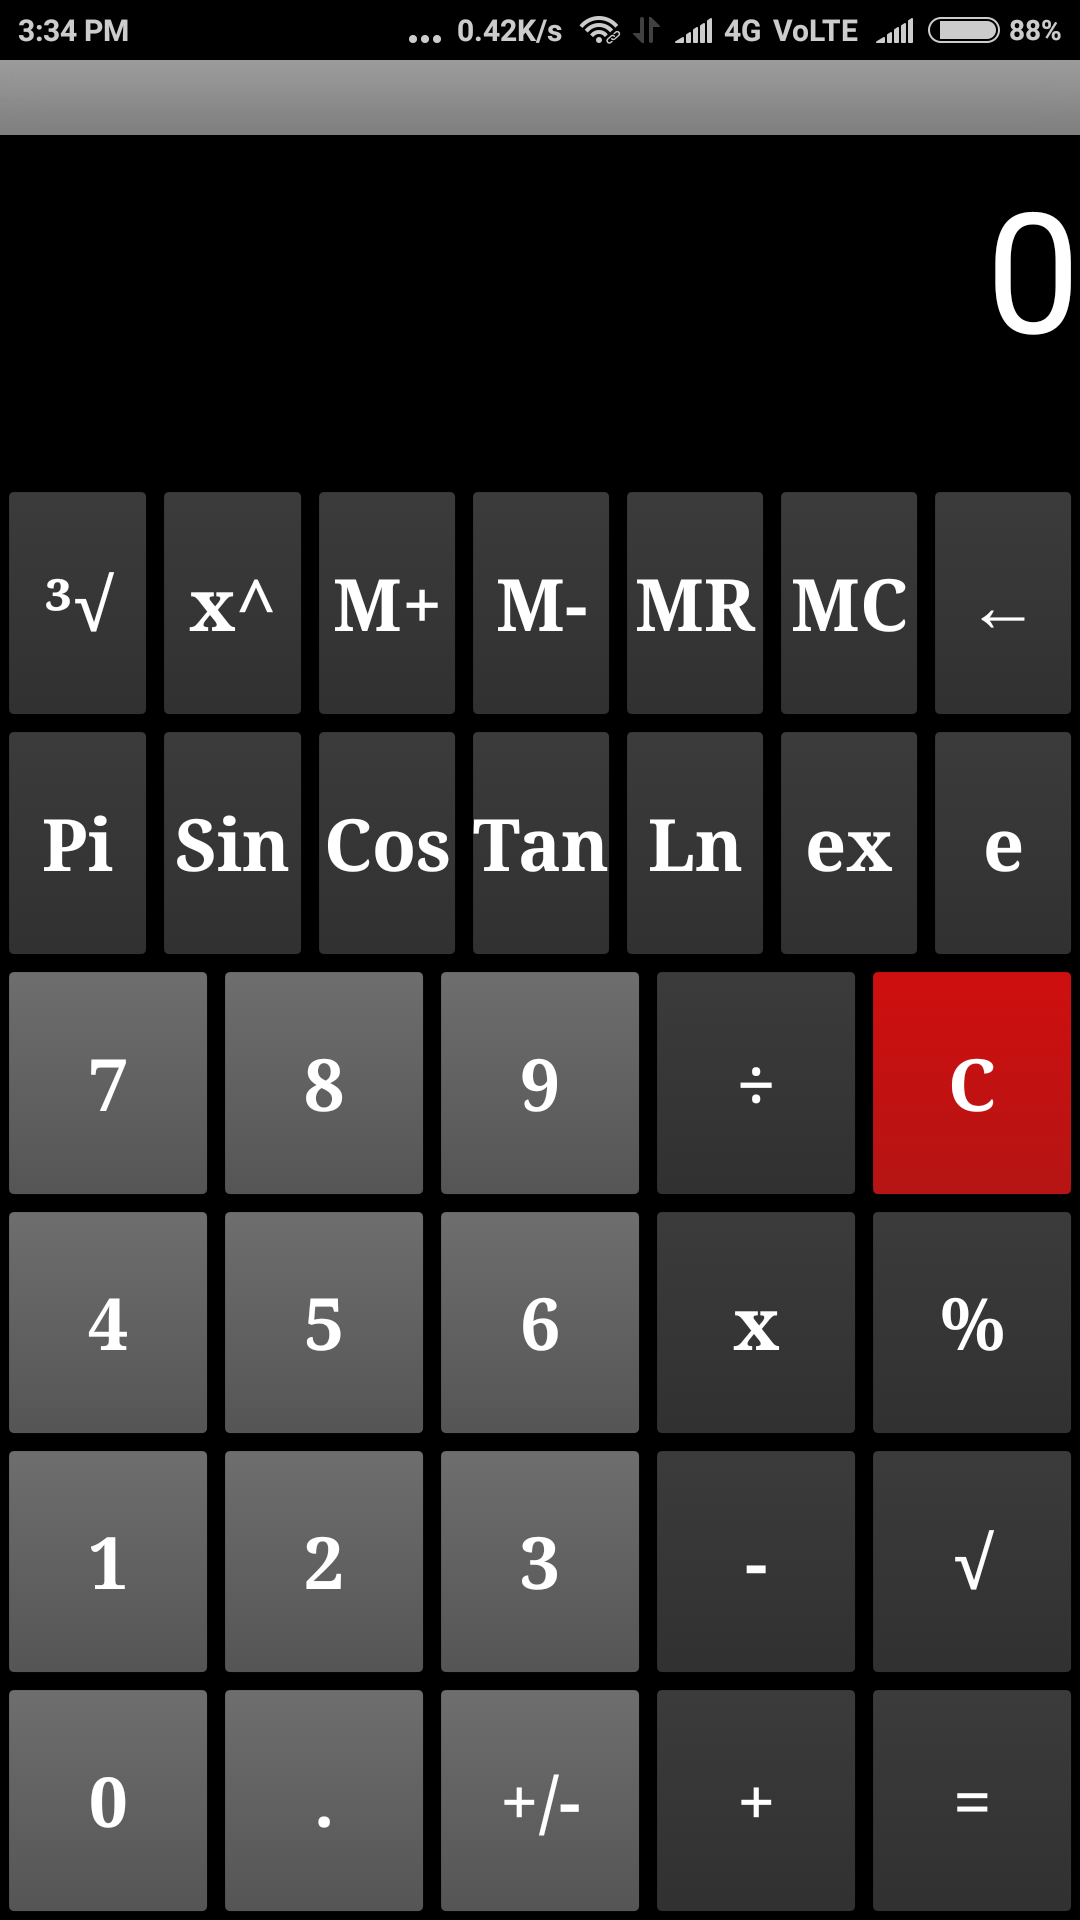 3:34 PM ... 0.42K/s 4G VoLTE 88%
0
³√ x^ M+ M- MR MC ←
Pi Sin Cos Tan Ln ex e
7 8 9 ÷ C
4 5 6 x %
1 2 3 - √
0 . +/- + =